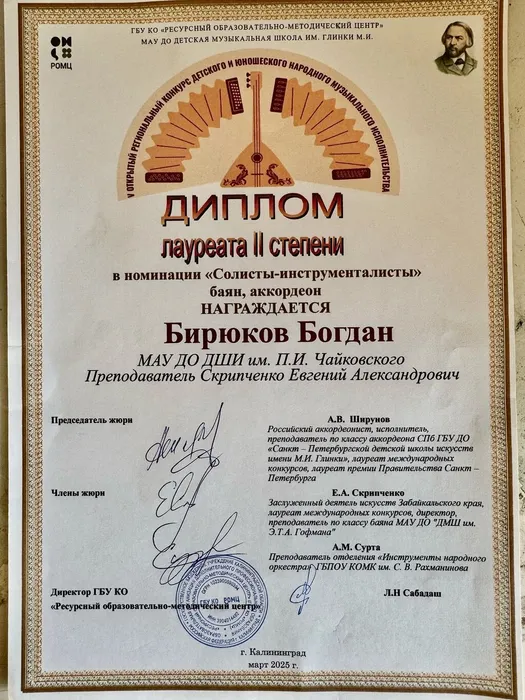 ГБУ КО «РЕСУРСНЫЙ ОБРАЗОВАТЕЛЬНО-МЕТОДИЧЕСКИЙ ЦЕНТР»
МАУ ДО ДЕТСКАЯ МУЗЫКАЛЬНАЯ ШКОЛА ИМ. ГЛИНКИ М.И.
РОМЦ
V ОТКРЫТЫЙ РЕГИОНАЛЬНЫЙ КОНКУРС ДЕТСКОГО И ЮНОШЕСКОГО НАРОДНОГО МУЗЫКАЛЬНОГО ИСПОЛНИТЕЛЬСТВА
ДИПЛОМ
лауреата II степени
в номинации «Солисты-инструменталисты»
баян, аккордеон
НАГРАЖДАЕТСЯ
Бирюков Богдан
МАУ ДО ДШИ им. П.И. Чайковского
Преподаватель Скрипченко Евгений Александрович
Председатель жюри
А.В. Ширунов
Российский аккордеонист, исполнитель,
преподаватель по классу аккордеона СПб ГБУ ДО
«Санкт – Петербургской детской школы искусств
имени М.И. Глинки», лауреат международных
конкурсов, лауреат премии Правительства Санкт –
Петербурга
Члены жюри
Е.А. Скрипченко
Заслуженный деятель искусств Забайкальского края,
лауреат международных конкурсов, директор,
преподаватель по классу баяна МАУ ДО "ДМШ им.
Э.Т.А. Гофмана"
А.М. Сурта
Преподаватель отделения «Инструменты народного
оркестра» ГБПОУ КОМК им. С. В. Рахманинова
Директор ГБУ КО
«Ресурсный образовательно-методический центр»
Л.Н Сабадаш
ГБУ КО РОМЦ
г. Калининград
март 2025 г.